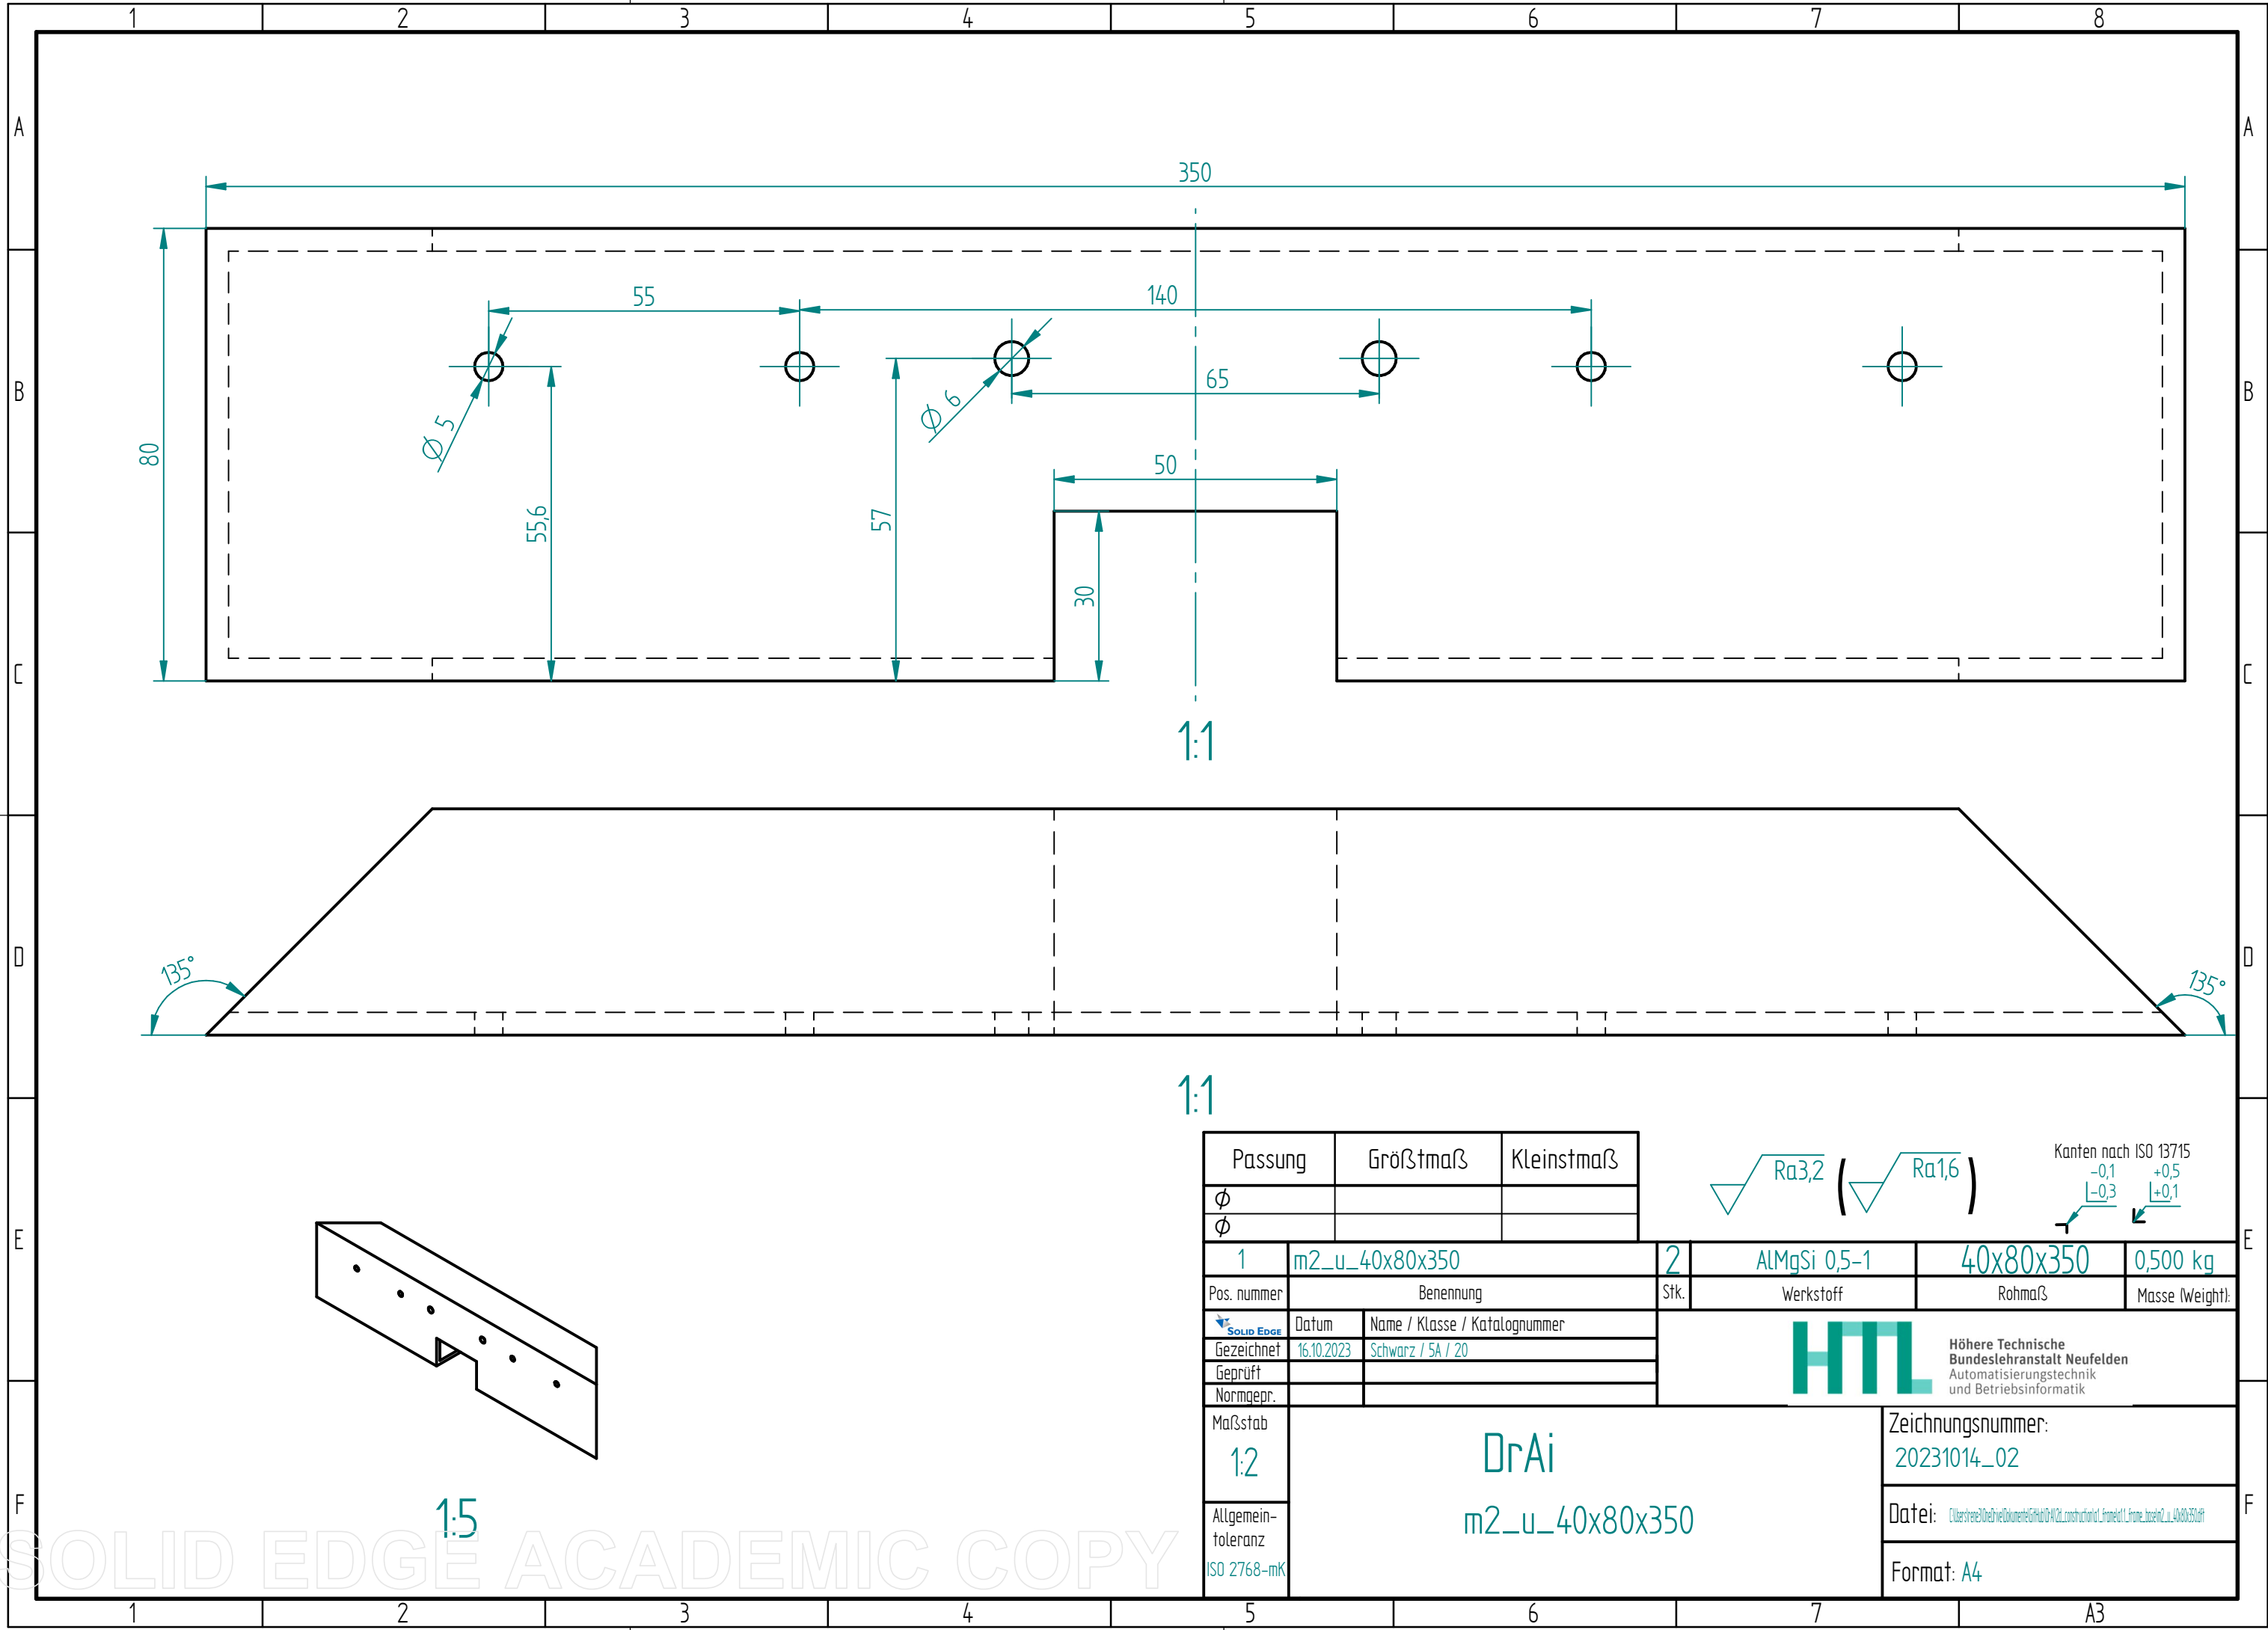 1 2 3 4 5 6 7 8
A A
B B
C C
D D
E E
F F
350
55 140
65
Ø 5
Ø 6
80
55,6
57
50
30
1:1
135° 135°
1:1
1:5
Passung Größtmaß Kleinstmaß
Ø
Ø
Ra3,2 ( Ra1,6 )
Kanten nach ISO 13715
-0,1 +0,5
-0,3 +0,1
1 m2_u_40x80x350 2 AlMgSi 0,5-1 40x80x350 0,500 kg
Pos. nummer Benennung Stk. Werkstoff Rohmaß Masse (Weight):
SOLID EDGE Datum Name / Klasse / Katalognummer
Gezeichnet 16.10.2023 Schwarz / 5A / 20
Geprüft
Normgepr.
HTL
Höhere Technische
Bundeslehranstalt Neufelden
Automatisierungstechnik
und Betriebsinformatik
Maßstab
1:2
Allgemein-
toleranz
ISO 2768-mK
DrAi
m2_u_40x80x350
Zeichnungsnummer:
20231014_02
Datei:
Format: A4
SOLID EDGE ACADEMIC COPY
1 2 3 4 5 6 7 A3